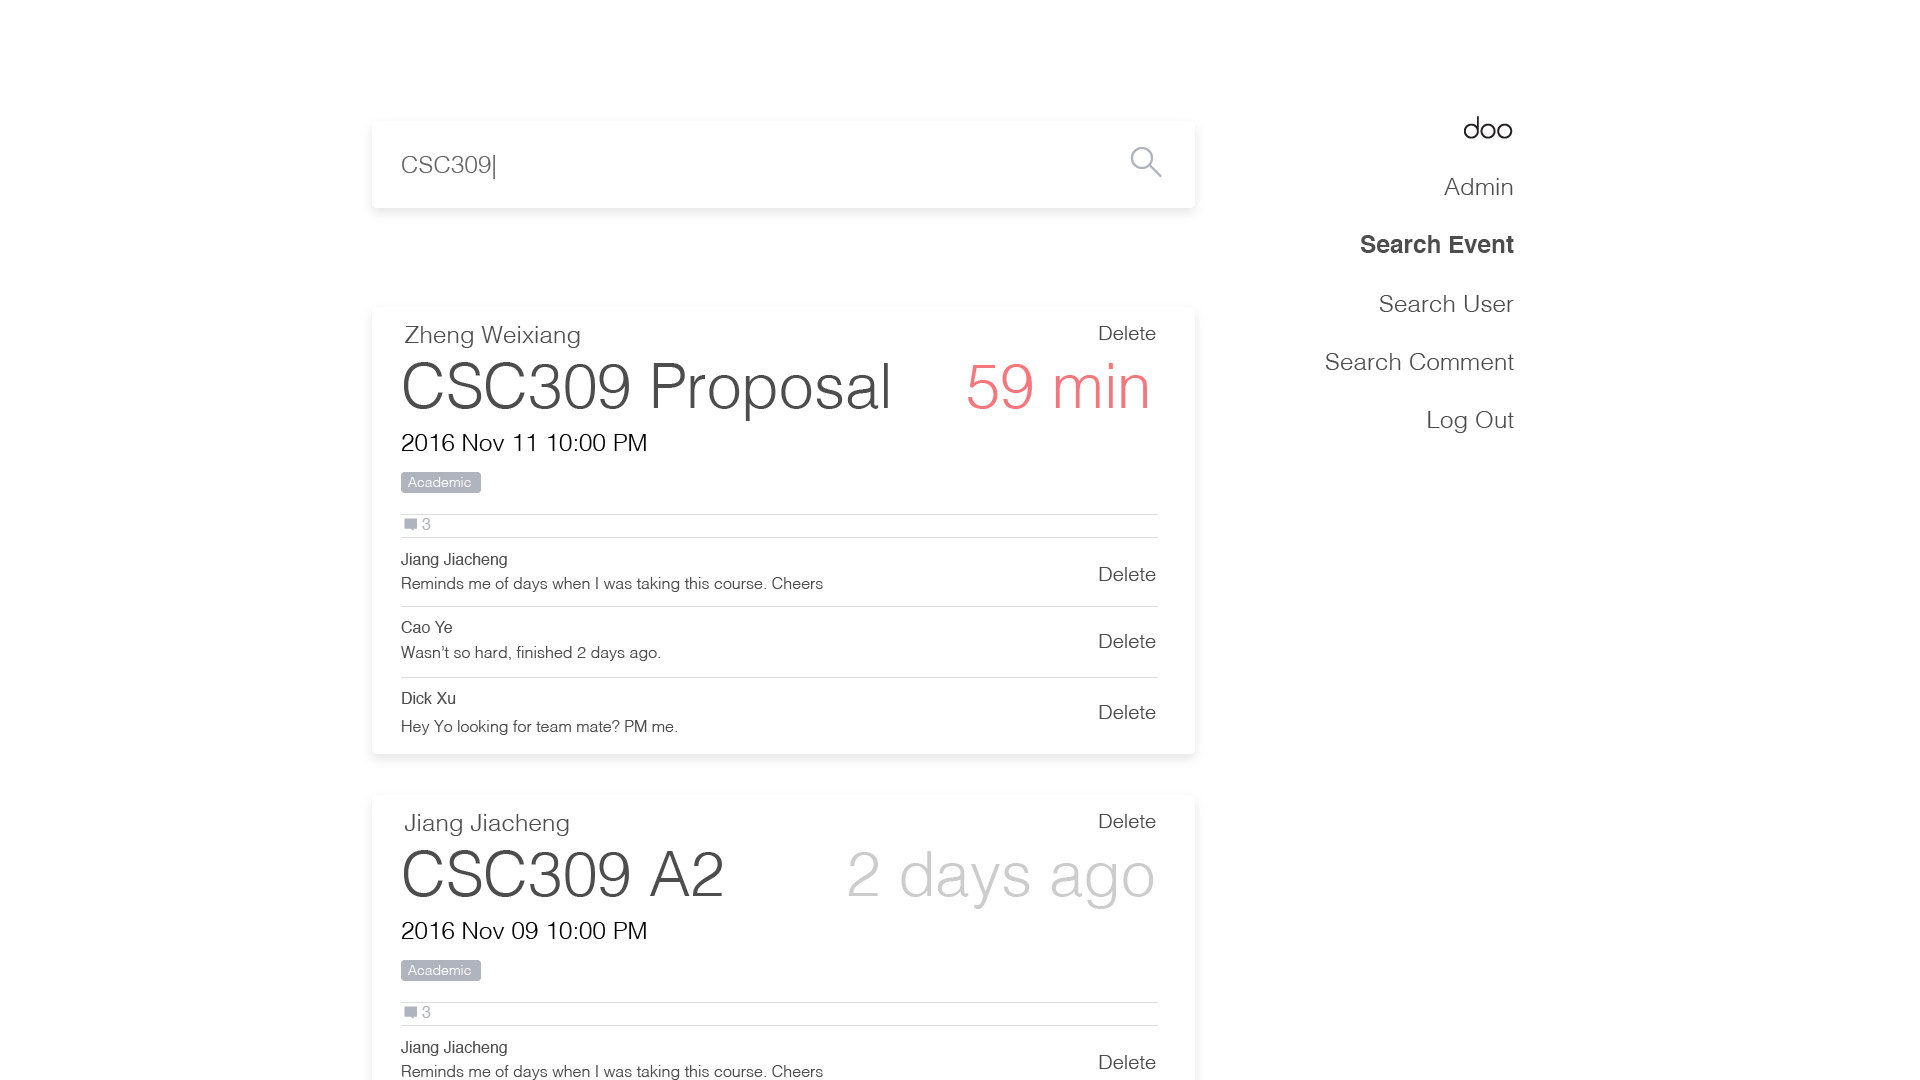 CSC309
doo
Admin
Search Event
Search User
Search Comment
Log Out
Zheng Weixiang
Delete
CSC309 Proposal
59 min
2016 Nov 11 10:00 PM
Academic
3
Jiang Jiacheng
Reminds me of days when I was taking this course. Cheers
Delete
Cao Ye
Wasn’t so hard, finished 2 days ago.
Delete
Dick Xu
Hey Yo looking for team mate? PM me.
Delete
Jiang Jiacheng
Delete
CSC309 A2
2 days ago
2016 Nov 09 10:00 PM
Academic
3
Jiang Jiacheng
Reminds me of days when I was taking this course. Cheers
Delete